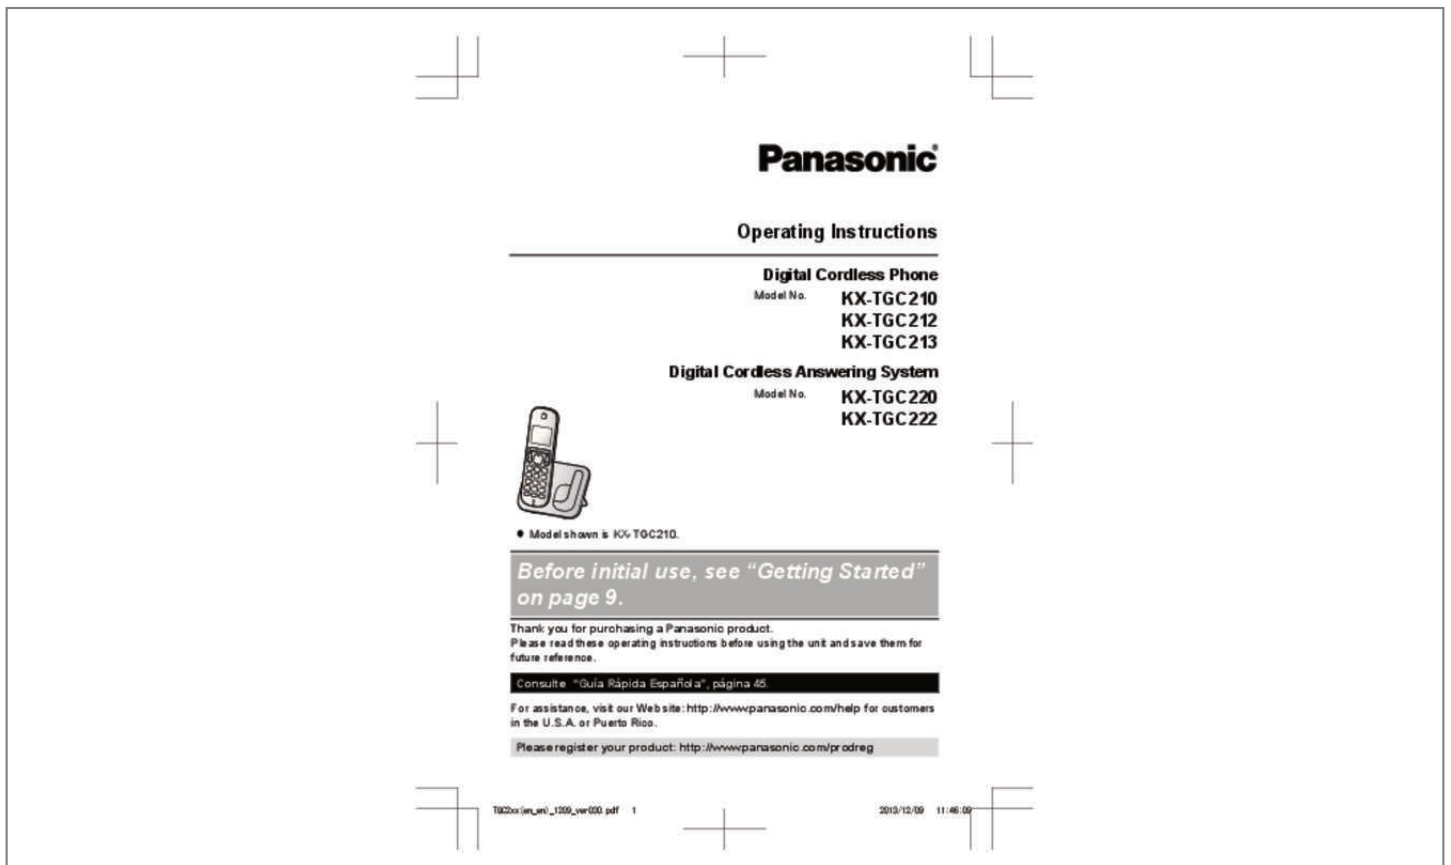 Panasonic®
Operating Instructions
Digital Cordless Phone
Model No. KX-TGC210
KX-TGC212
KX-TGC213
Digital Cordless Answering System
Model No. KX-TGC220
KX-TGC222
● Model shown is KX-TGC210.
Before initial use, see “Getting Started”
on page 9.
Thank you for purchasing a Panasonic product.
Please read these operating instructions before using the unit and save them for
future reference.
Consulte “Guía Rápida Española”, página 45.
For assistance, visit our Web site: http://www.panasonic.com/help for customers
in the U.S.A. or Puerto Rico.
Please register your product: http://www.panasonic.com/prodreg
TGC2xx(en_en)_1209_ver030.pdf 1 2013/12/09 11:46:09